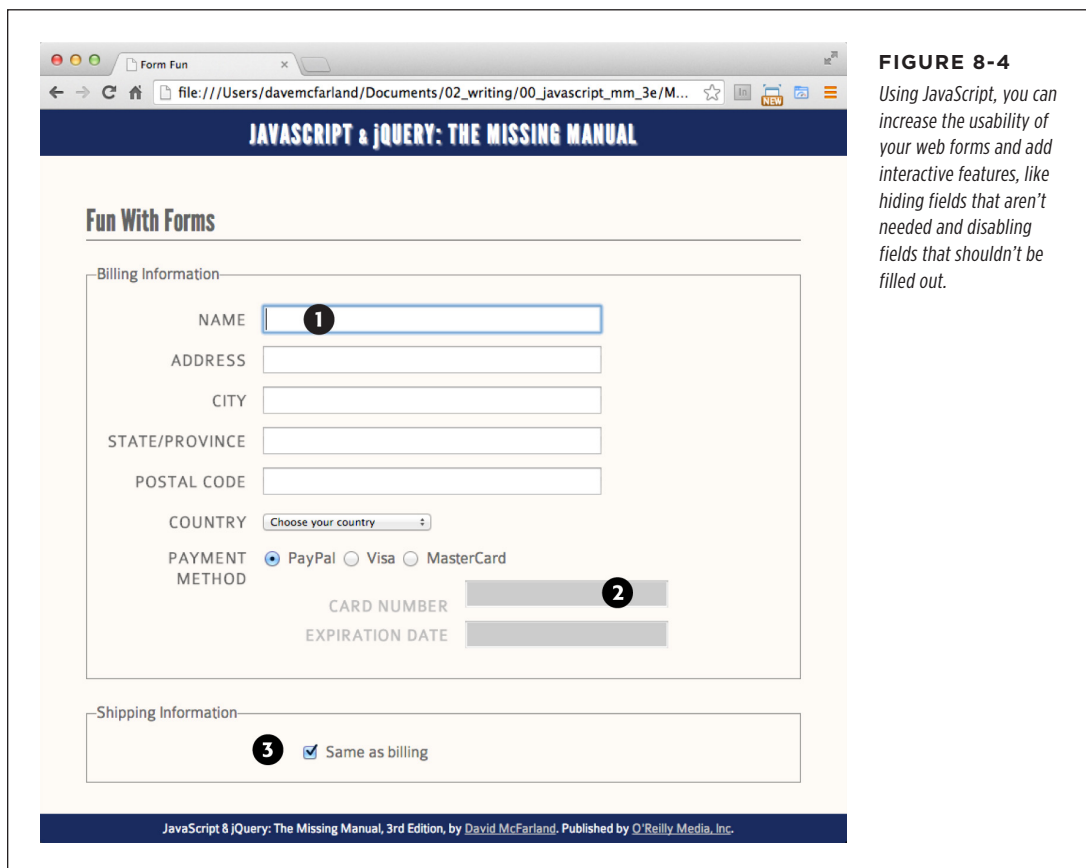 Form Fun
file:///Users/davemcfarland/Documents/02_writing/00_javascript_mm_3e/M...
In
NEW
JAVASCRIPT & jQUERY: THE MISSING MANUAL
Fun With Forms
Billing Information
NAME
1
ADDRESS
CITY
STATE/PROVINCE
POSTAL CODE
COUNTRY Choose your country
PAYMENT METHOD PayPal Visa MasterCard
2
CARD NUMBER
EXPIRATION DATE
Shipping Information
3 Same as billing
JavaScript & jQuery: The Missing Manual, 3rd Edition, by David McFarland. Published by O'Reilly Media, Inc.
FIGURE 8-4
Using JavaScript, you can
increase the usability of
your web forms and add
interactive features, like
hiding fields that aren't
needed and disabling
fields that shouldn't be
filled out.